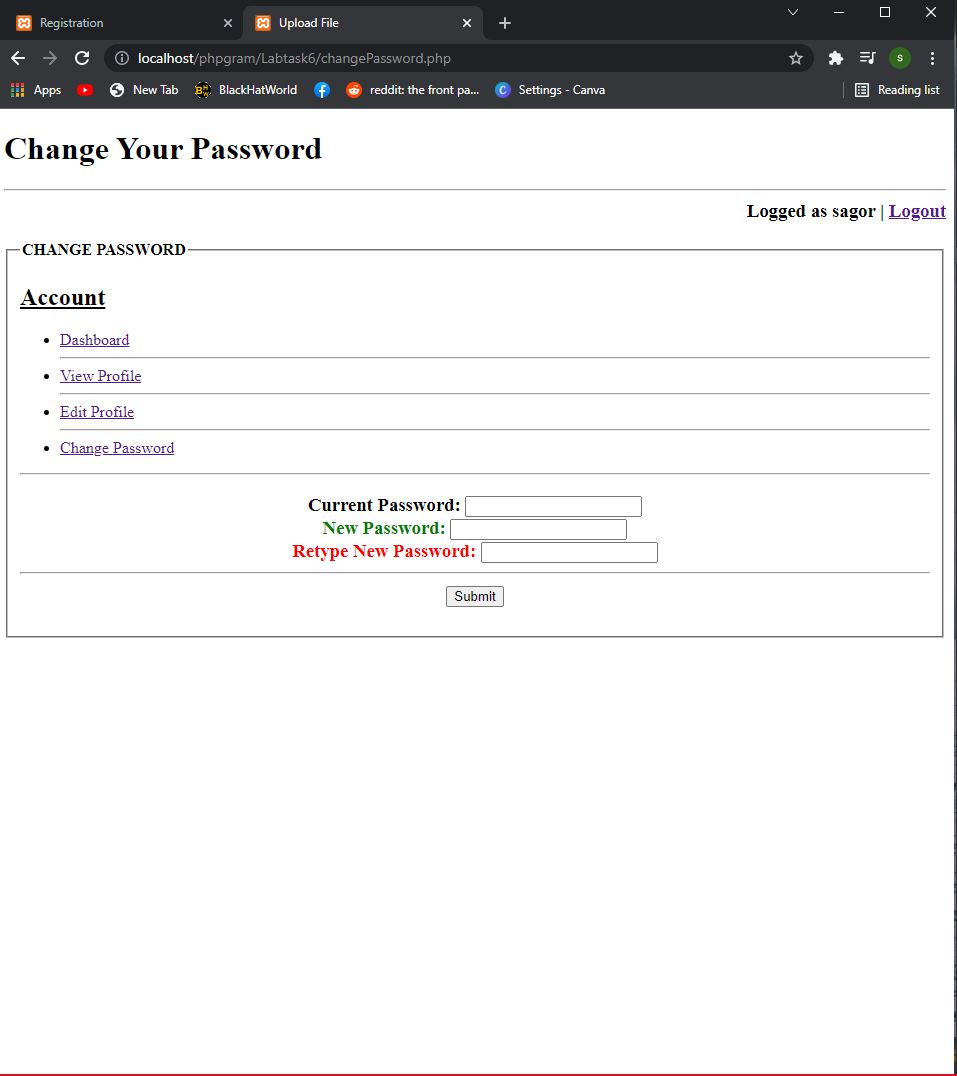 Registration
Upload File
localhost/phpgram/Labtask6/changePassword.php
S
Apps
New Tab
BHW
BlackHatWorld
reddit: the front pa...
C
Settings - Canva
Reading list
Change Your Password
Logged as sagor | Logout
CHANGE PASSWORD
Account
Dashboard
View Profile
Edit Profile
Change Password
Current Password:
New Password:
Retype New Password:
Submit